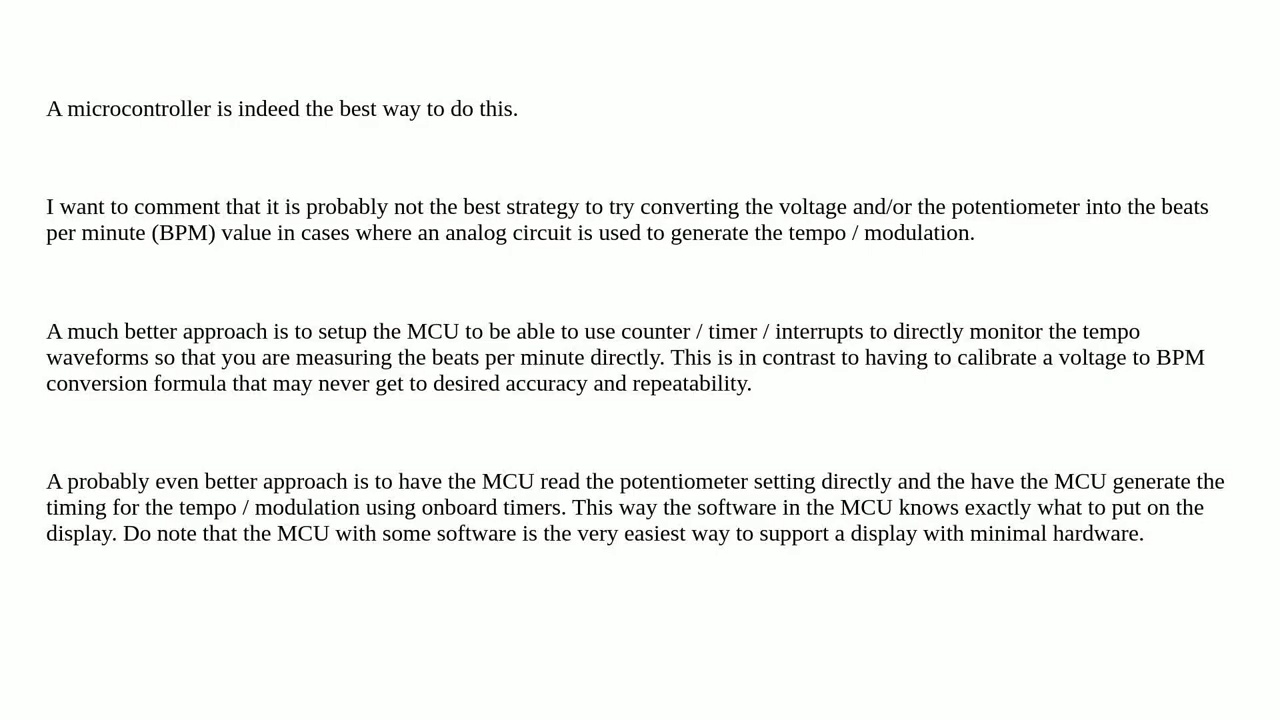 A microcontroller is indeed the best way to do this.
I want to comment that it is probably not the best strategy to try converting the voltage and/or the potentiometer into the beats
per minute (BPM) value in cases where an analog circuit is used to generate the tempo / modulation.
A much better approach is to setup the MCU to be able to use counter / timer / interrupts to directly monitor the tempo
waveforms so that you are measuring the beats per minute directly. This is in contrast to having to calibrate a voltage to BPM
conversion formula that may never get to desired accuracy and repeatability.
A probably even better approach is to have the MCU read the potentiometer setting directly and the have the MCU generate the
timing for the tempo / modulation using onboard timers. This way the software in the MCU knows exactly what to put on the
display. Do note that the MCU with some software is the very easiest way to support a display with minimal hardware.